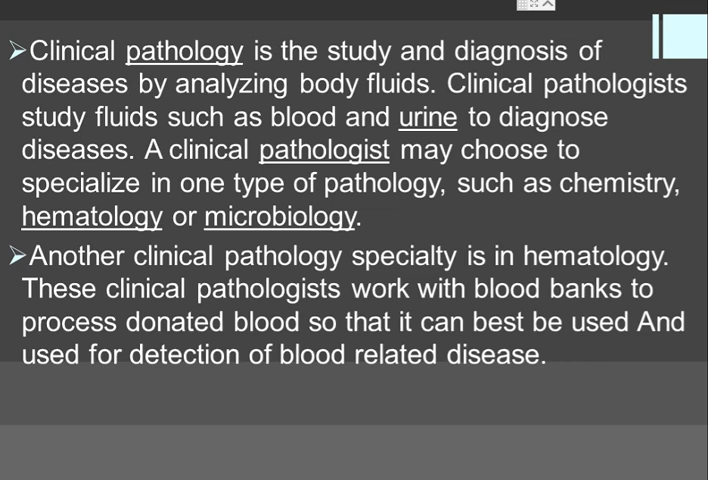 ➢Clinical pathology is the study and diagnosis of
diseases by analyzing body fluids. Clinical pathologists
study fluids such as blood and urine to diagnose
diseases. A clinical pathologist may choose to
specialize in one type of pathology, such as chemistry,
hematology or microbiology.
➢Another clinical pathology specialty is in hematology.
These clinical pathologists work with blood banks to
process donated blood so that it can best be used And
used for detection of blood related disease.